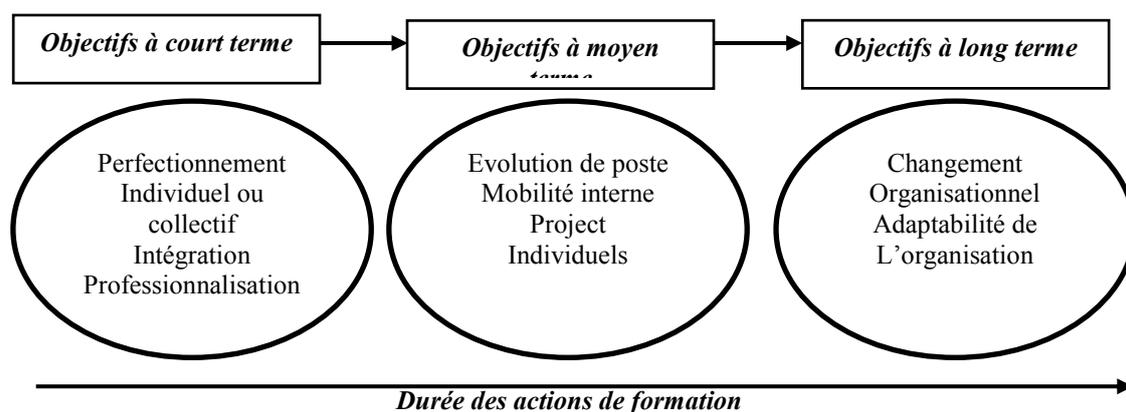 Objectifs à court terme
Objectifs à moyen
terme
Objectifs à long terme
Perfectionnement
Individuel ou
collectif
Intégration
Professionnalisation
Evolution de poste
Mobilité interne
Project
Individuels
Changement
Organisationnel
Adaptabilité de
L’organisation
Durée des actions de formation